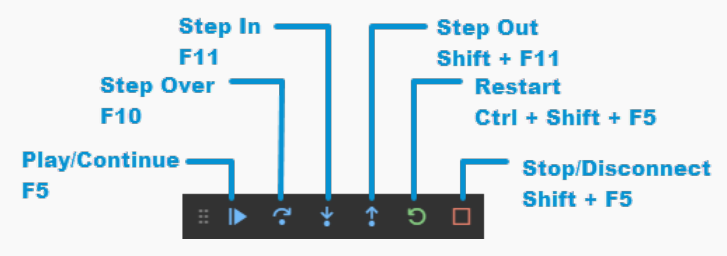 Step In
F11
Step Out
Shift + F11
Step Over
F10
Restart
Ctrl + Shift + F5
Play/Continue
F5
Stop/Disconnect
Shift + F5